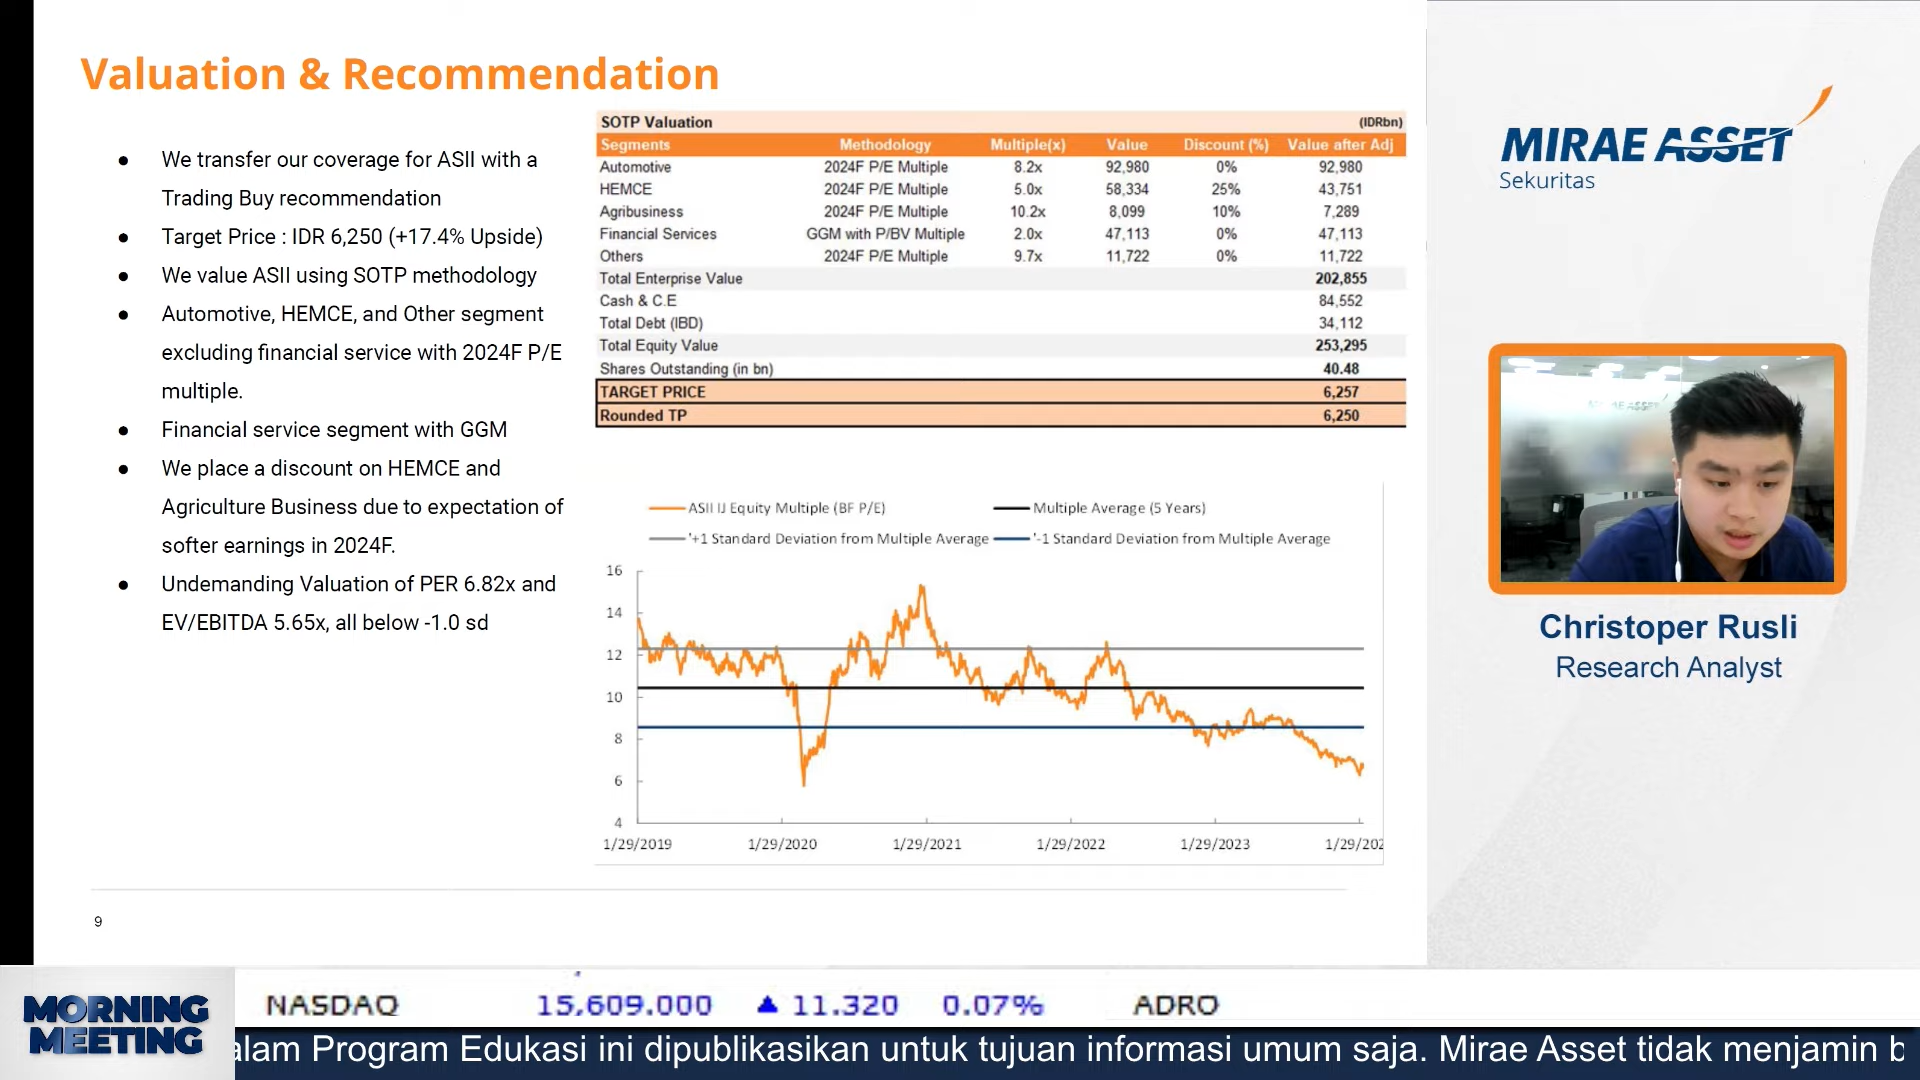 Valuation & Recommendation
● We transfer our coverage for ASII with a
Trading Buy recommendation
● Target Price : IDR 6,250 (+17.4% Upside)
● We value ASII using SOTP methodology
● Automotive, HEMCE, and Other segment
excluding financial service with 2024F P/E
multiple.
● Financial service segment with GGM
● We place a discount on HEMCE and
Agriculture Business due to expectation of
softer earnings in 2024F.
● Undemanding Valuation of PER 6.82x and
EV/EBITDA 5.65x, all below -1.0 sd
SOTP Valuation (IDRbn)
Segments Methodology Multiple(x) Value Discount (%) Value after Adj
Automotive 2024F P/E Multiple 8.2x 92,980 0% 92,980
HEMCE 2024F P/E Multiple 5.0x 58,334 25% 43,751
Agribusiness 2024F P/E Multiple 10.2x 8,099 10% 7,289
Financial Services GGM with P/BV Multiple 2.0x 47,113 0% 47,113
Others 2024F P/E Multiple 9.7x 11,722 0% 11,722
Total Enterprise Value 202,855
Cash & C.E 84,552
Total Debt (IBD) 34,112
Total Equity Value 253,295
Shares Outstanding (in bn) 40.48
TARGET PRICE 6,257
Rounded TP 6,250
ASII IJ Equity Multiple (BF P/E) Multiple Average (5 Years)
'+1 Standard Deviation from Multiple Average '-1 Standard Deviation from Multiple Average
16
14
12
10
8
6
4
1/29/2019 1/29/2020 1/29/2021 1/29/2022 1/29/2023 1/29/202
9
MIRAE ASSET
Sekuritas
MIRAE ASSET
Christoper Rusli
Research Analyst
MORNING
MEETING
NASDAQ 15,609.000 ▲ 11.320 0.07% ADRO
alam Program Edukasi ini dipublikasikan untuk tujuan informasi umum saja. Mirae Asset tidak menjamin b